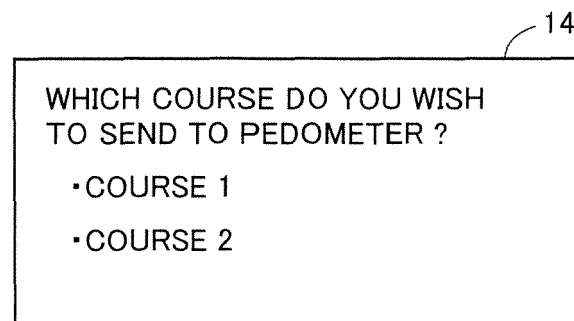 14
WHICH COURSE DO YOU WISH
TO SEND TO PEDOMETER ?
・COURSE 1
・COURSE 2